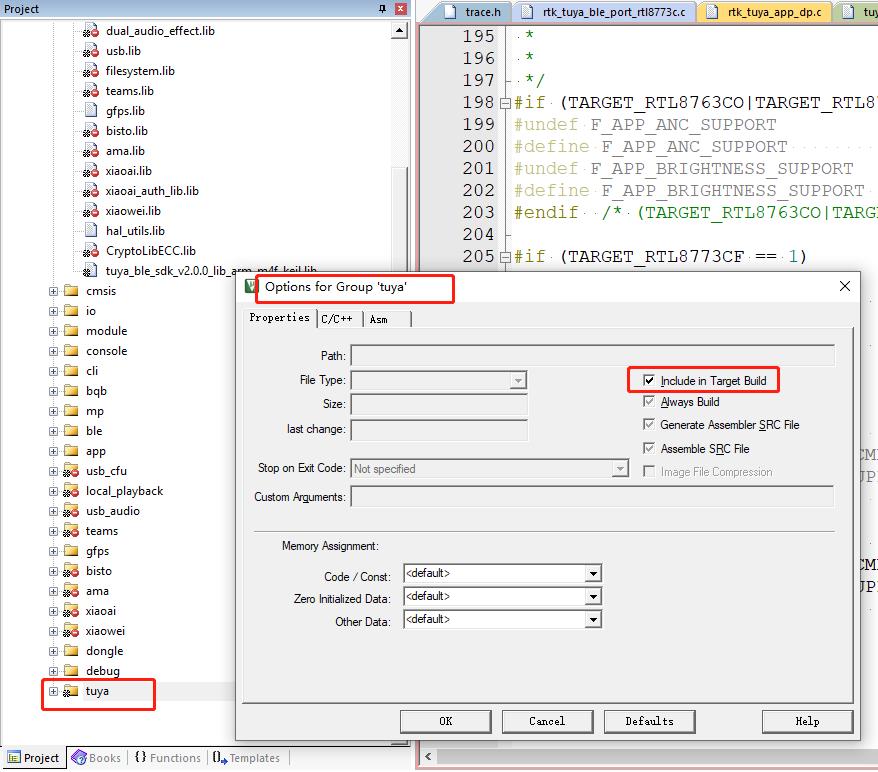 Project
dual_audio_effect.lib
usb.lib
filesystem.lib
teams.lib
gfps.lib
bisto.lib
ama.lib
xiaoai.lib
xiaoai_auth_lib.lib
xiaowei.lib
hal_utils.lib
CryptoLibECC.lib
tuya_ble_sdk_v2.0.0_lib_arm_m4f_keil.lib
cmsis
io
module
console
cli
bqb
mp
ble
app
usb_cfu
local_playback
usb_audio
teams
gfps
bisto
ama
xiaoai
xiaowei
dongle
debug
tuya
Project
Books
{} Functions
Templates
trace.h
rtk_tuya_ble_port_rtl8773c.c
rtk_tuya_app_dp.c
tuy
195 *
196 *
197 */
198 #if (TARGET_RTL8763CO|TARGET_RTL8
199 #undef F_APP_ANC_SUPPORT
200 #define F_APP_ANC_SUPPORT
201 #undef F_APP_BRIGHTNESS_SUPPORT
202 #define F_APP_BRIGHTNESS_SUPPORT
203 #endif /* (TARGET_RTL8763CO|TARG
204
205 #if (TARGET_RTL8773CF == 1)
Options for Group 'tuya'
Properties
C/C++
Asm
Path:
File Type:
Size:
last change:
Stop on Exit Code: Not specified
Custom Arguments:
Include in Target Build
Always Build
Generate Assembler SRC File
Assemble SRC File
Image File Compression
Memory Assignment:
Code / Const: <default>
Zero Initialized Data: <default>
Other Data: <default>
OK
Cancel
Defaults
Help